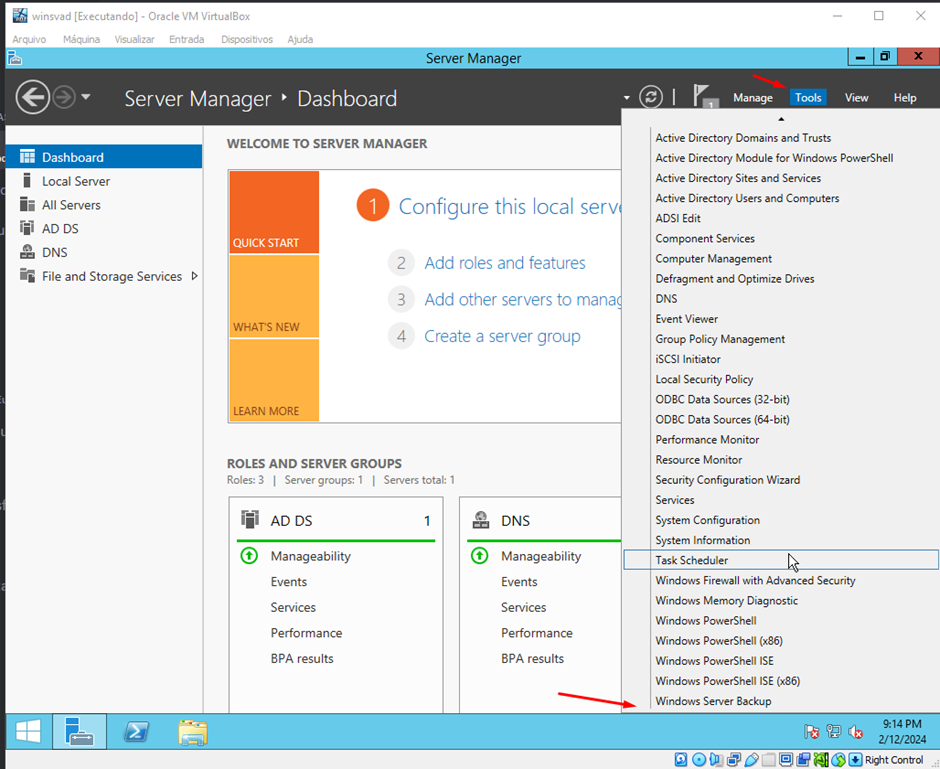 winsvad [Executando] - Oracle VM VirtualBox
Arquivo Máquina Visualizar Entrada Dispositivos Ajuda
Server Manager
Server Manager ‣ Dashboard
1
Manage Tools View Help
Dashboard
Local Server
All Servers
AD DS
DNS
File and Storage Services
WELCOME TO SERVER MANAGER
QUICK START
WHAT'S NEW
LEARN MORE
1 Configure this local serve
2 Add roles and features
3 Add other servers to manag
4 Create a server group
ROLES AND SERVER GROUPS
Roles: 3 | Server groups: 1 | Servers total: 1
AD DS 1
Manageability
Events
Services
Performance
BPA results
DNS
Manageability
Events
Services
Performance
BPA results
Active Directory Domains and Trusts
Active Directory Module for Windows PowerShell
Active Directory Sites and Services
Active Directory Users and Computers
ADSI Edit
Component Services
Computer Management
Defragment and Optimize Drives
DNS
Event Viewer
Group Policy Management
iSCSI Initiator
Local Security Policy
ODBC Data Sources (32-bit)
ODBC Data Sources (64-bit)
Performance Monitor
Resource Monitor
Security Configuration Wizard
Services
System Configuration
System Information
Task Scheduler
Windows Firewall with Advanced Security
Windows Memory Diagnostic
Windows PowerShell
Windows PowerShell (x86)
Windows PowerShell ISE
Windows PowerShell ISE (x86)
Windows Server Backup
9:14 PM
2/12/2024
Right Control